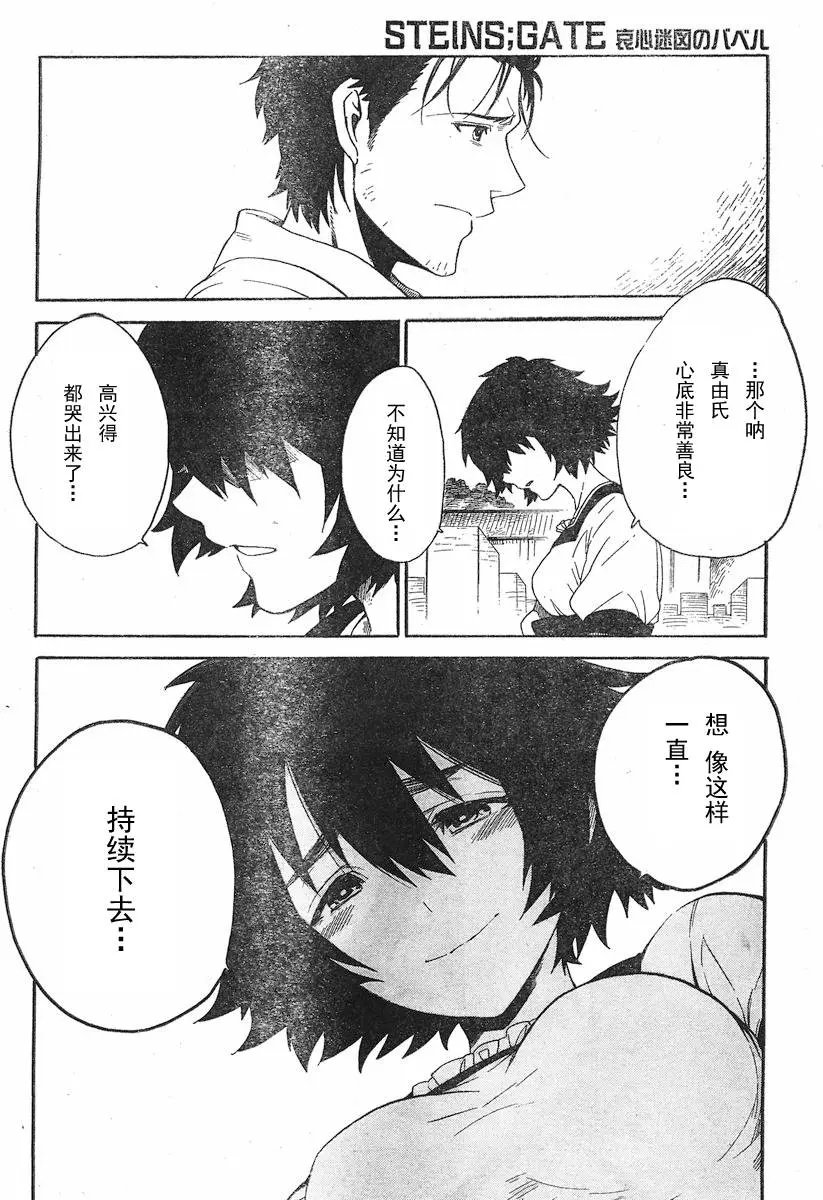 STEINS;GATE 哀心迷図のバベル
…那个呐
真由氏
心底非常善良…
不知道为什么…
高兴得
都哭出来了…
想 像这样
一直…
持续下去…